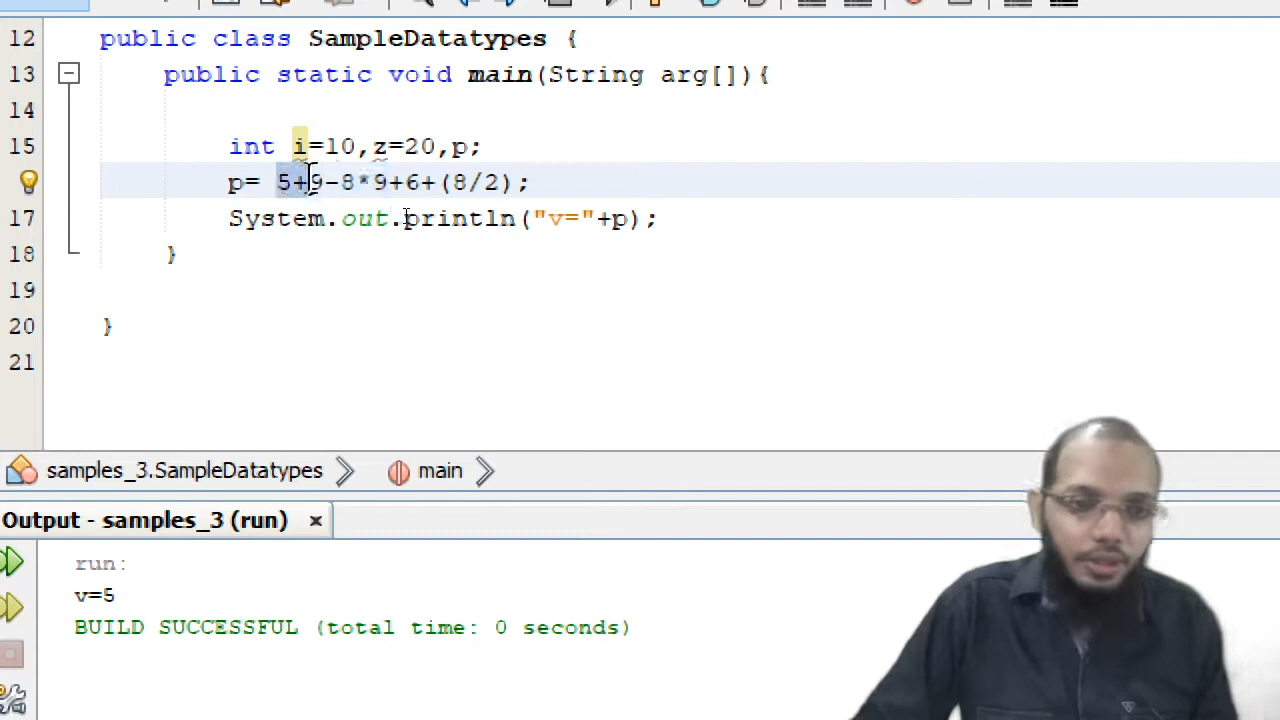 12 public class SampleDatatypes {
13 public static void main(String arg[]){
14
15 int i=10,z=20,p;
p= 5+9-8*9+6+(8/2);
17 System.out.println("v="+p);
18 }
19
20 }
21
samples_3.SampleDatatypes main
Output - samples_3 (run) ×
run:
v=5
BUILD SUCCESSFUL (total time: 0 seconds)